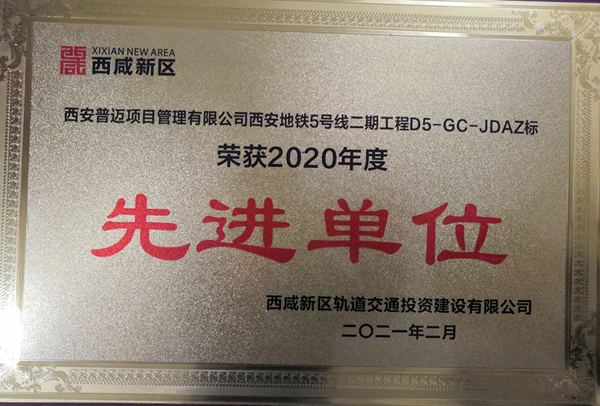 XIXIAN NEW AREA
西咸新区
西安普迈项目管理有限公司西安地铁5号线二期工程D5-GC-JDAZ标
荣获2020年度
先进单位
西咸新区轨道交通投资建设有限公司
二〇二一年二月